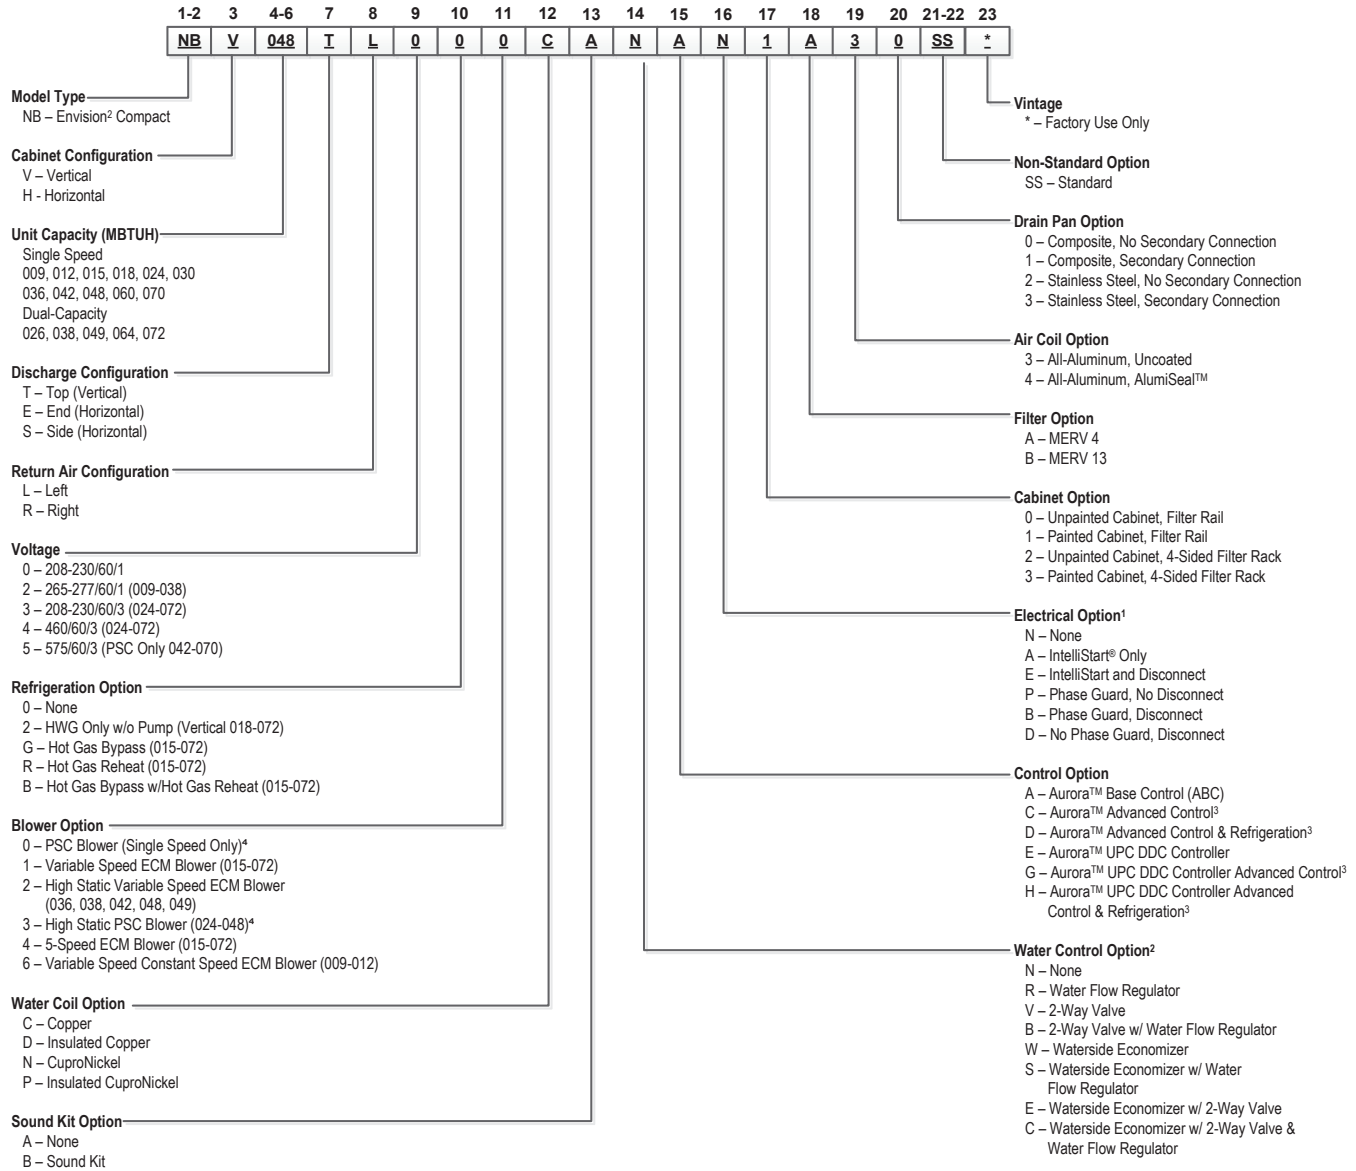 1-2 3 4-6 7 8 9 10 11 12 13 14 15 16 17 18 19 20 21-22 23
NB V 048 T L 0 0 0 C A N A N 1 A 3 0 SS *
Model Type
NB – Envision² Compact
Cabinet Configuration
V – Vertical
H - Horizontal
Unit Capacity (MBTUH)
Single Speed
009, 012, 015, 018, 024, 030
036, 042, 048, 060, 070
Dual-Capacity
026, 038, 049, 064, 072
Discharge Configuration
T – Top (Vertical)
E – End (Horizontal)
S – Side (Horizontal)
Return Air Configuration
L – Left
R – Right
Voltage
0 – 208-230/60/1
2 – 265-277/60/1 (009-038)
3 – 208-230/60/3 (024-072)
4 – 460/60/3 (024-072)
5 – 575/60/3 (PSC Only 042-070)
Refrigeration Option
0 – None
2 – HWG Only w/o Pump (Vertical 018-072)
G – Hot Gas Bypass (015-072)
R – Hot Gas Reheat (015-072)
B – Hot Gas Bypass w/Hot Gas Reheat (015-072)
Blower Option
0 – PSC Blower (Single Speed Only)⁴
1 – Variable Speed ECM Blower (015-072)
2 – High Static Variable Speed ECM Blower
(036, 038, 042, 048, 049)
3 – High Static PSC Blower (024-048)⁴
4 – 5-Speed ECM Blower (015-072)
6 – Variable Speed Constant Speed ECM Blower (009-012)
Water Coil Option
C – Copper
D – Insulated Copper
N – CuproNickel
P – Insulated CuproNickel
Sound Kit Option
A – None
B – Sound Kit
Vintage
* – Factory Use Only
Non-Standard Option
SS – Standard
Drain Pan Option
0 – Composite, No Secondary Connection
1 – Composite, Secondary Connection
2 – Stainless Steel, No Secondary Connection
3 – Stainless Steel, Secondary Connection
Air Coil Option
3 – All-Aluminum, Uncoated
4 – All-Aluminum, AlumiSeal™
Filter Option
A – MERV 4
B – MERV 13
Cabinet Option
0 – Unpainted Cabinet, Filter Rail
1 – Painted Cabinet, Filter Rail
2 – Unpainted Cabinet, 4-Sided Filter Rack
3 – Painted Cabinet, 4-Sided Filter Rack
Electrical Option¹
N – None
A – IntelliStart® Only
E – IntelliStart and Disconnect
P – Phase Guard, No Disconnect
B – Phase Guard, Disconnect
D – No Phase Guard, Disconnect
Control Option
A – Aurora™ Base Control (ABC)
C – Aurora™ Advanced Control³
D – Aurora™ Advanced Control & Refrigeration³
E – Aurora™ UPC DDC Controller
G – Aurora™ UPC DDC Controller Advanced Control³
H – Aurora™ UPC DDC Controller Advanced
Control & Refrigeration³
Water Control Option²
N – None
R – Water Flow Regulator
V – 2-Way Valve
B – 2-Way Valve w/ Water Flow Regulator
W – Waterside Economizer
S – Waterside Economizer w/ Water
Flow Regulator
E – Waterside Economizer w/ 2-Way Valve
C – Waterside Economizer w/ 2-Way Valve &
Water Flow Regulator